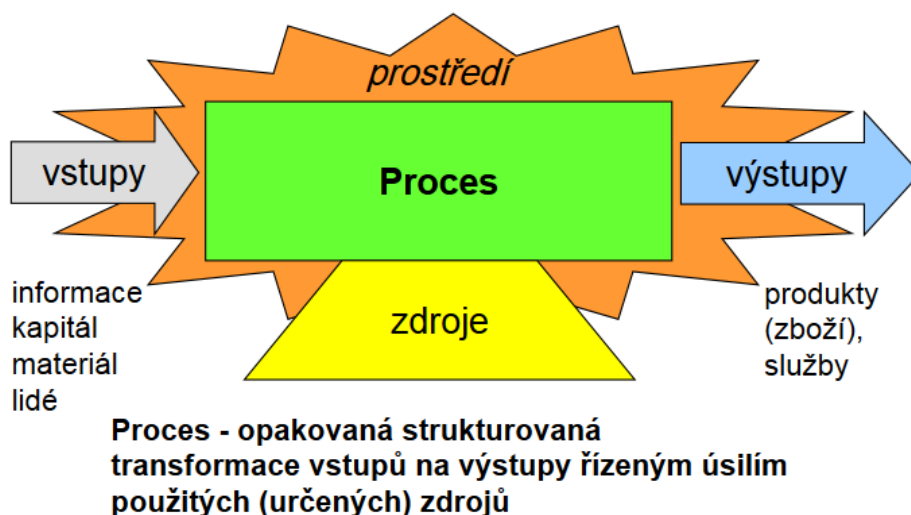 prostředí
vstupy
Proces
výstupy
zdroje
informace
kapitál
materiál
lidé
produkty
(zboží),
služby
Proces - opakovaná strukturovaná
transformace vstupů na výstupy řízeným úsilím
použitých (určených) zdrojů